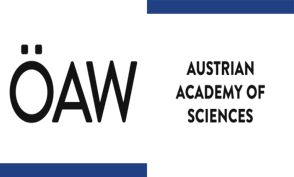 ÖAW
AUSTRIAN
ACADEMY OF
SCIENCES